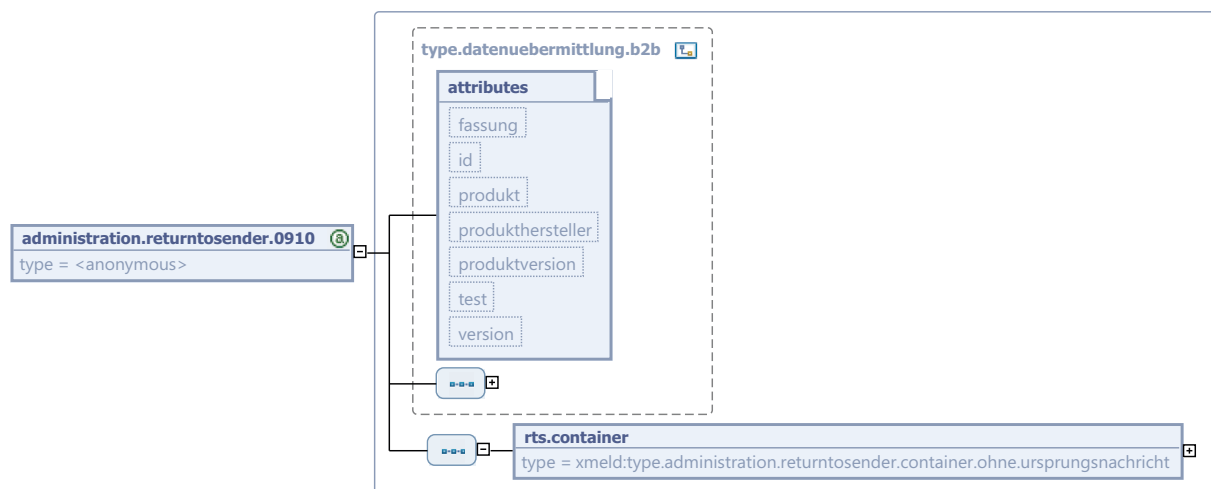 type.datenuebermittlung.b2b
attributes
fassung
id
produkt
produkthersteller
produktversion
test
version
administration.returntosender.0910 @
type = <anonymous>
rts.container
type = xmeld:type.administration.returntosender.container.ohne.ursprungsnachricht